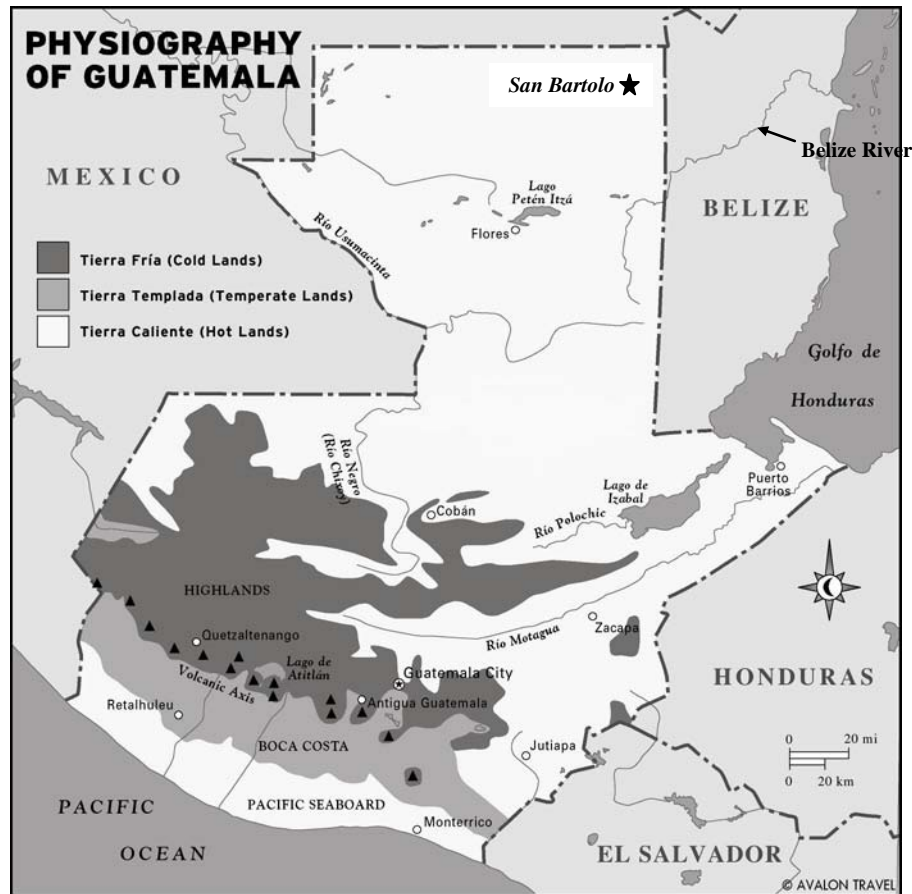 PHYSIOGRAPHY
OF GUATEMALA
San Bartolo
Belize River
MEXICO
Lago
Petén Itzá
BELIZE
Flores
Río Usumacinta
Tierra Fría (Cold Lands)
Tierra Templada (Temperate Lands)
Tierra Caliente (Hot Lands)
Golfo de
Honduras
Río Negro
(Río Chixoy)
Puerto
Barrios
Lago de
Izabal
Cobán
Río Polochic
HIGHLANDS
Río Motagua
Zacapa
Quetzaltenango
Lago de
Atitlán
Guatemala City
Volcanic Axis
HONDURAS
Retalhuleu
Antigua Guatemala
BOCA COSTA
Jutiapa
0 20 mi
0 20 km
PACIFIC
OCEAN
PACIFIC SEABOARD
Monterrico
EL SALVADOR
© AVALON TRAVEL